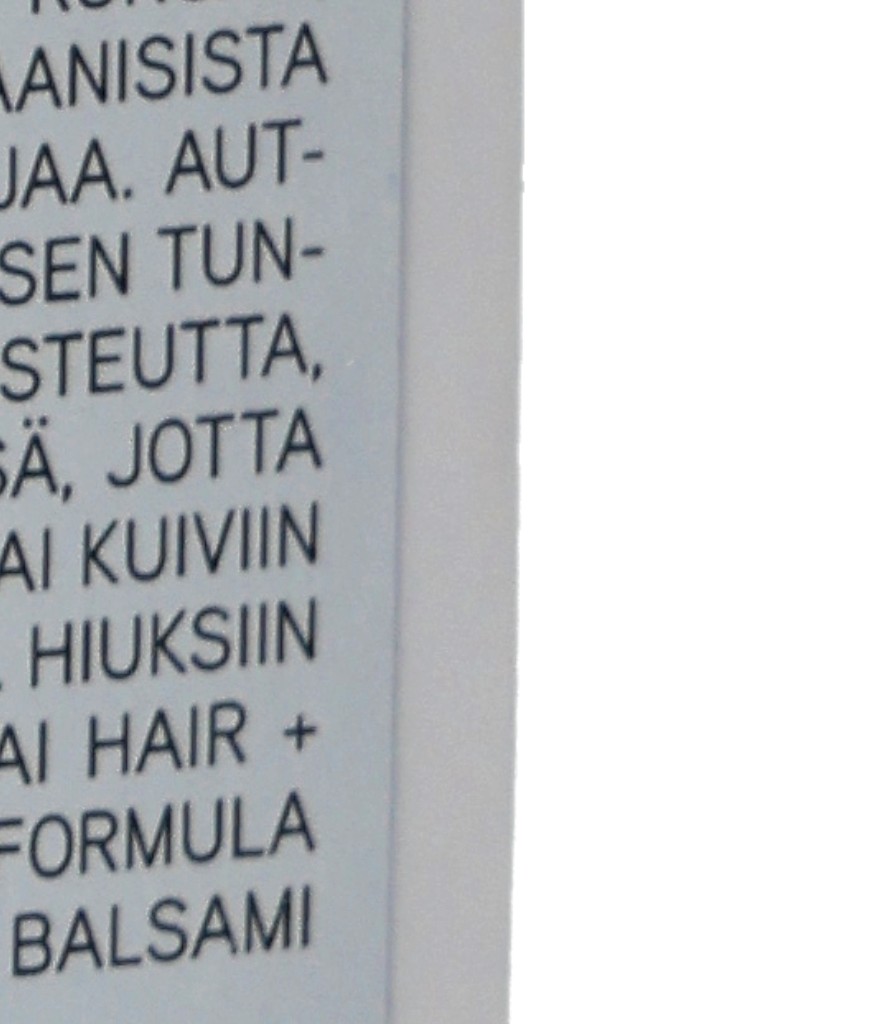 AANISISTA
JAA. AUT-
SEN TUN-
STEUTTA,
SÄ, JOTTA
AI KUIVIIN
HIUKSIIN
AI HAIR +
FORMULA
BALSAMI